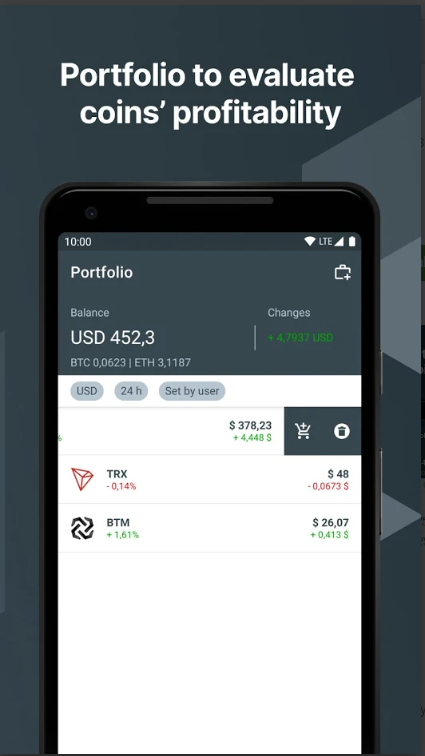 Portfolio to evaluate
coins’ profitability
10:00 LTE
Portfolio
Balance Changes
USD 452,3 + 4,7937 USD
BTC 0,0623 | ETH 3,1187
USD 24 h Set by user
$ 378,23
% + 4,448 $
TRX $ 48
- 0,14% - 0,0673 $
BTM $ 26,07
+ 1,61% + 0,413 $